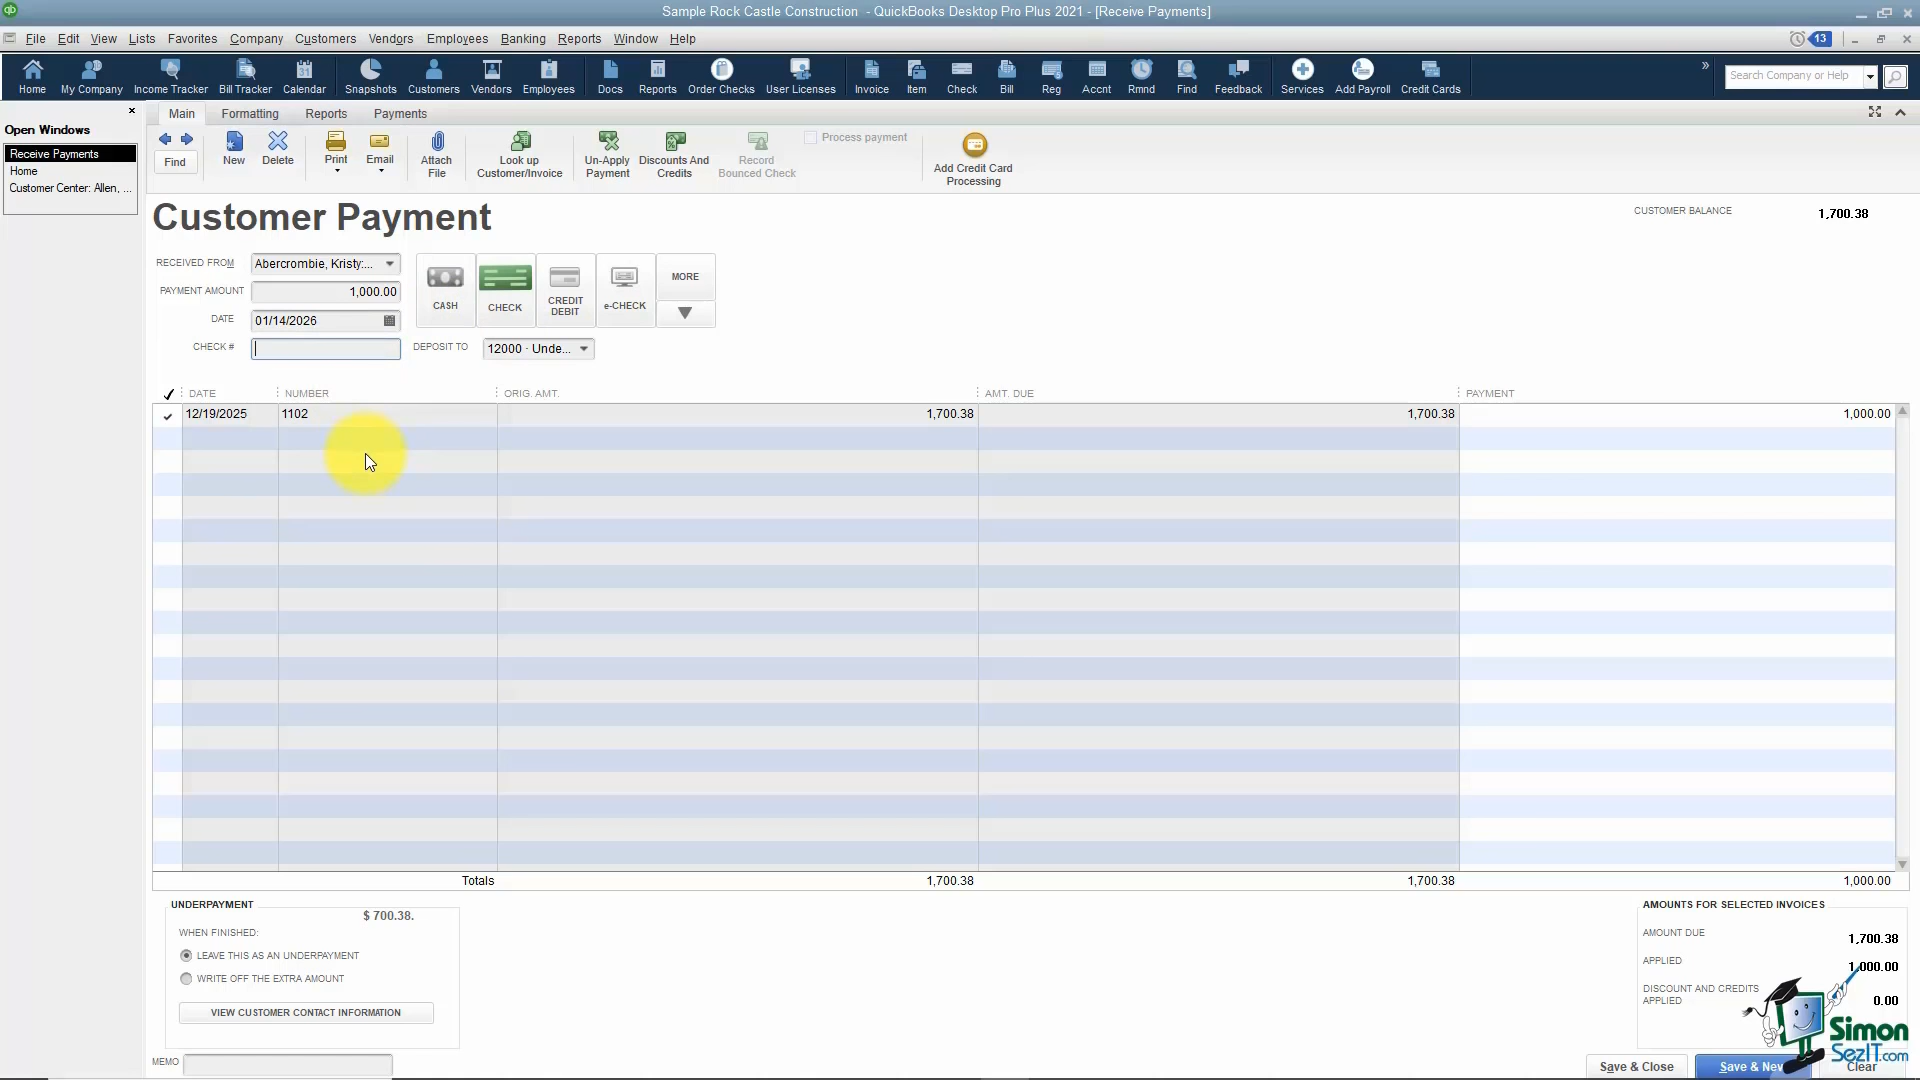 Sample Rock Castle Construction - QuickBooks Desktop Pro Plus 2021 - [Receive Payments]
File Edit View Lists Favorites Company Customers Vendors Employees Banking Reports Window Help
13
Home My Company Income Tracker Bill Tracker Calendar Snapshots Customers Vendors Employees Docs Reports Order Checks User Licenses Invoice Item Check Bill Reg Accnt Rmnd Find Feedback Services Add Payroll Credit Cards
» Search Company or Help
Open Windows
Receive Payments
Home
Customer Center: Allen, ...
Main Formatting Reports Payments
Find
New
Delete
Print
Email
Attach
File
Look up
Customer/Invoice
Un-Apply
Payment
Discounts And
Credits
Record
Bounced Check
Process payment
Add Credit Card
Processing
Customer Payment
CUSTOMER BALANCE 1,700.38
RECEIVED FROM Abercrombie, Kristy:...
PAYMENT AMOUNT 1,000.00
DATE 01/14/2026
CHECK #
CASH
CHECK
CREDIT
DEBIT
e-CHECK
MORE
DEPOSIT TO 12000 · Unde...
DATE NUMBER ORIG. AMT. AMT. DUE PAYMENT
12/19/2025 1102 1,700.38 1,700.38 1,000.00
Totals 1,700.38 1,700.38 1,000.00
UNDERPAYMENT
$ 700.38.
WHEN FINISHED:
LEAVE THIS AS AN UNDERPAYMENT
WRITE OFF THE EXTRA AMOUNT
VIEW CUSTOMER CONTACT INFORMATION
MEMO
AMOUNTS FOR SELECTED INVOICES
AMOUNT DUE 1,700.38
APPLIED 1,000.00
DISCOUNT AND CREDITS
APPLIED 0.00
Simon
SezIT.com
Save & Close Save & New Clear